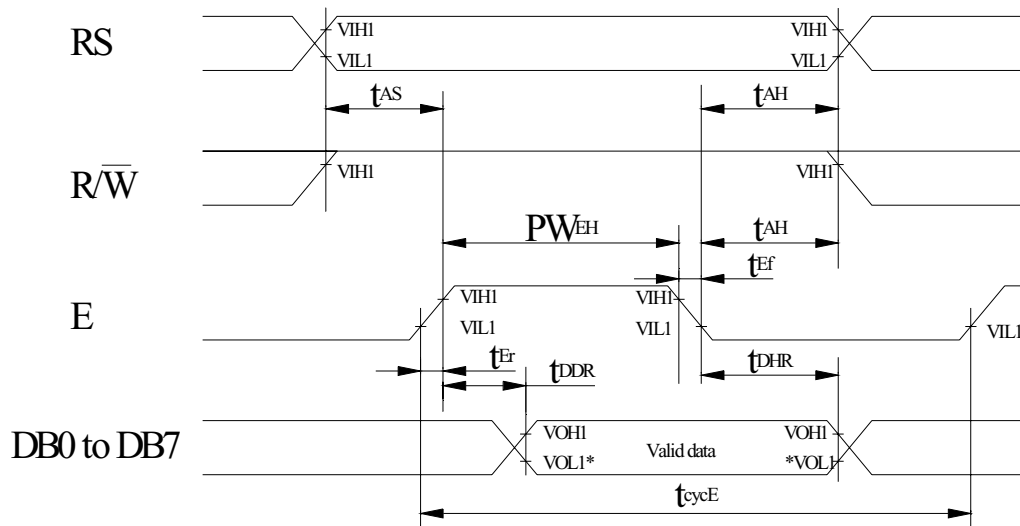 RS
VIH1
VIL1
VIH1
VIL1
tAS
tAH
R/W̅
VIH1
VIH1
PWEH
tAH
tEf
E
VIH1
VIL1
VIH1
VIL1
VIL1
tEr
tDDR
tDHR
DB0 to DB7
VOH1
VOL1*
Valid data
VOH1
*VOL1
tcycE